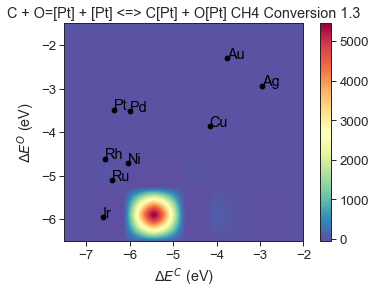 C + O=[Pt] + [Pt] <=> C[Pt] + O[Pt] CH4 Conversion 1.3
−2
−3
−4
−5
−6
ΔE^O (eV)
Au
Ag
Pt
Pd
Cu
Rh
Ni
Ru
Ir
5000
4000
3000
2000
1000
0
−7
−6
−5
−4
−3
−2
ΔE^C (eV)